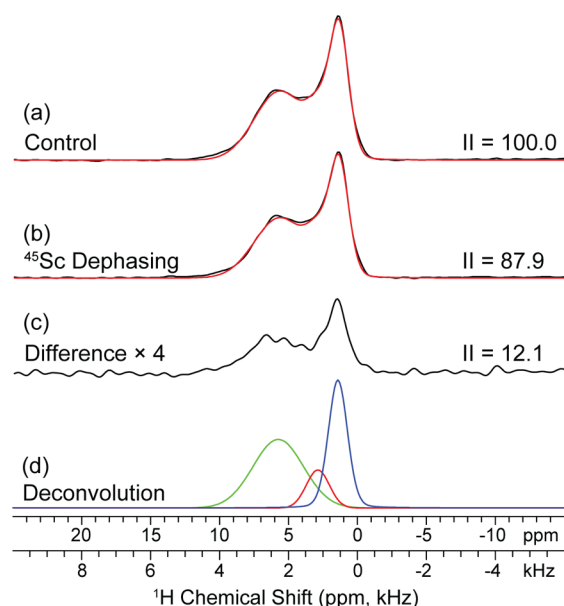 (a)
Control
II = 100.0
(b)
⁴⁵Sc Dephasing
II = 87.9
(c)
Difference × 4
II = 12.1
(d)
Deconvolution
20 15 10 5 0 -5 -10 ppm
8 6 4 2 0 -2 -4 kHz
¹H Chemical Shift (ppm, kHz)